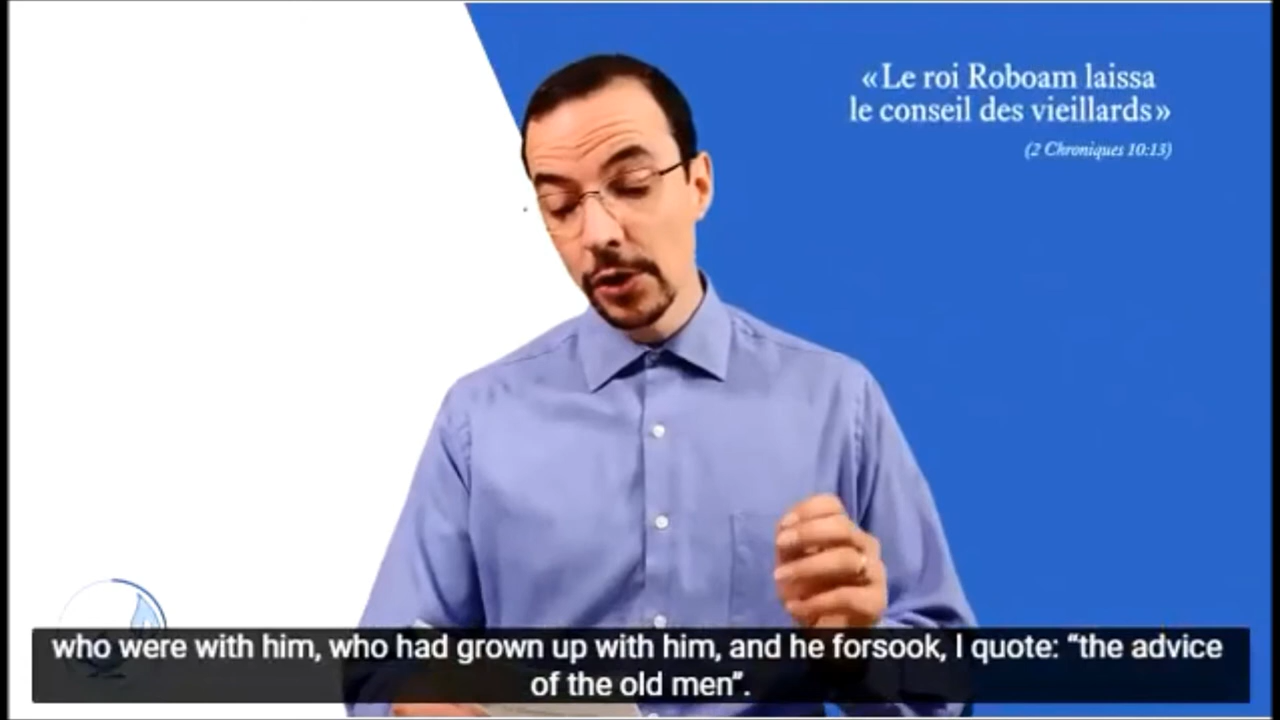 «Le roi Roboam laissa
le conseil des vieillards»
(2 Chroniques 10:13)
who were with him, who had grown up with him, and he forsook, I quote: “the advice
of the old men”.